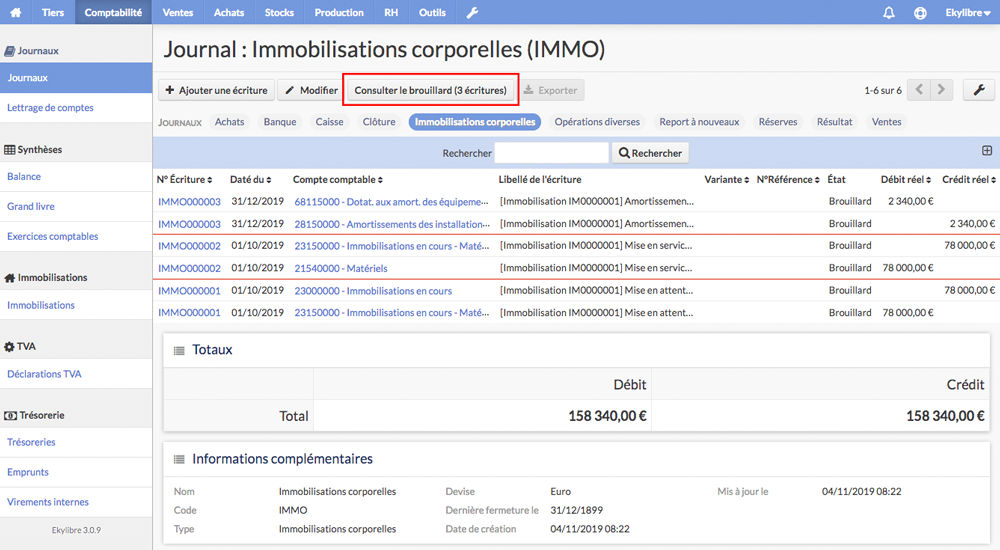 Tiers Comptabilité Ventes Achats Stocks Production RH Outils Ekylibre
Journaux
Journaux
Lettrage de comptes
Synthèses
Balance
Grand livre
Exercices comptables
Immobilisations
Immobilisations
TVA
Déclarations TVA
Trésorerie
Trésoreries
Emprunts
Virements internes
Ekylibre 3.0.9
Journal : Immobilisations corporelles (IMMO)
Ajouter une écriture Modifier Consulter le brouillard (3 écritures) Exporter 1-6 sur 6
JOURNAUX Achats Banque Caisse Clôture Immobilisations corporelles Opérations diverses Report à nouveaux Réserves Résultat Ventes
Rechercher Rechercher
N° Écriture Daté du Compte comptable Libellé de l'écriture Variante N°Référence État Débit réel Crédit réel
IMMO000003 31/12/2019 68115000 - Dotat. aux amort. des équipeme... [Immobilisation IM0000001] Amortissemen... Brouillard 2 340,00 €
IMMO000003 31/12/2019 28150000 - Amortissements des installation... [Immobilisation IM0000001] Amortissemen... Brouillard 2 340,00 €
IMMO000002 01/10/2019 23150000 - Immobilisations en cours - Maté... [Immobilisation IM0000001] Mise en servic... Brouillard 78 000,00 €
IMMO000002 01/10/2019 21540000 - Matériels [Immobilisation IM0000001] Mise en servic... Brouillard 78 000,00 €
IMMO000001 01/10/2019 23000000 - Immobilisations en cours [Immobilisation IM0000001] Mise en attent... Brouillard 78 000,00 €
IMMO000001 01/10/2019 23150000 - Immobilisations en cours - Maté... [Immobilisation IM0000001] Mise en attent... Brouillard 78 000,00 €
Totaux
Débit Crédit
Total 158 340,00 € 158 340,00 €
Informations complémentaires
Nom Immobilisations corporelles Devise Euro Mis à jour le 04/11/2019 08:22
Code IMMO Dernière fermeture le 31/12/1899
Type Immobilisations corporelles Date de création 04/11/2019 08:22